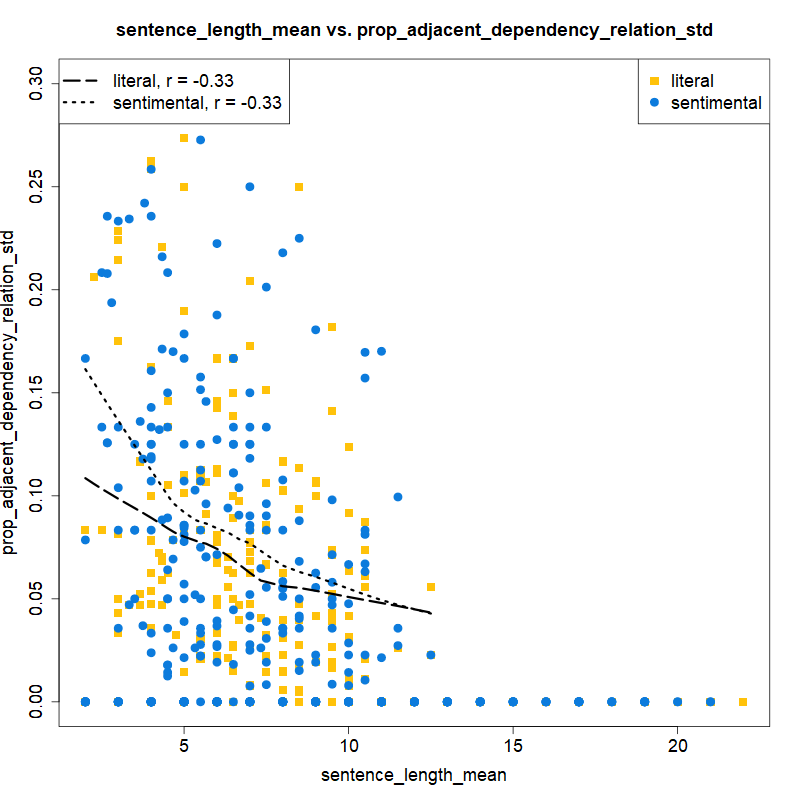 sentence_length_mean vs. prop_adjacent_dependency_relation_std
literal, r = -0.33
sentimental, r = -0.33
literal
sentimental
prop_adjacent_dependency_relation_std
0.30
0.25
0.20
0.15
0.10
0.05
0.00
5 10 15 20
sentence_length_mean